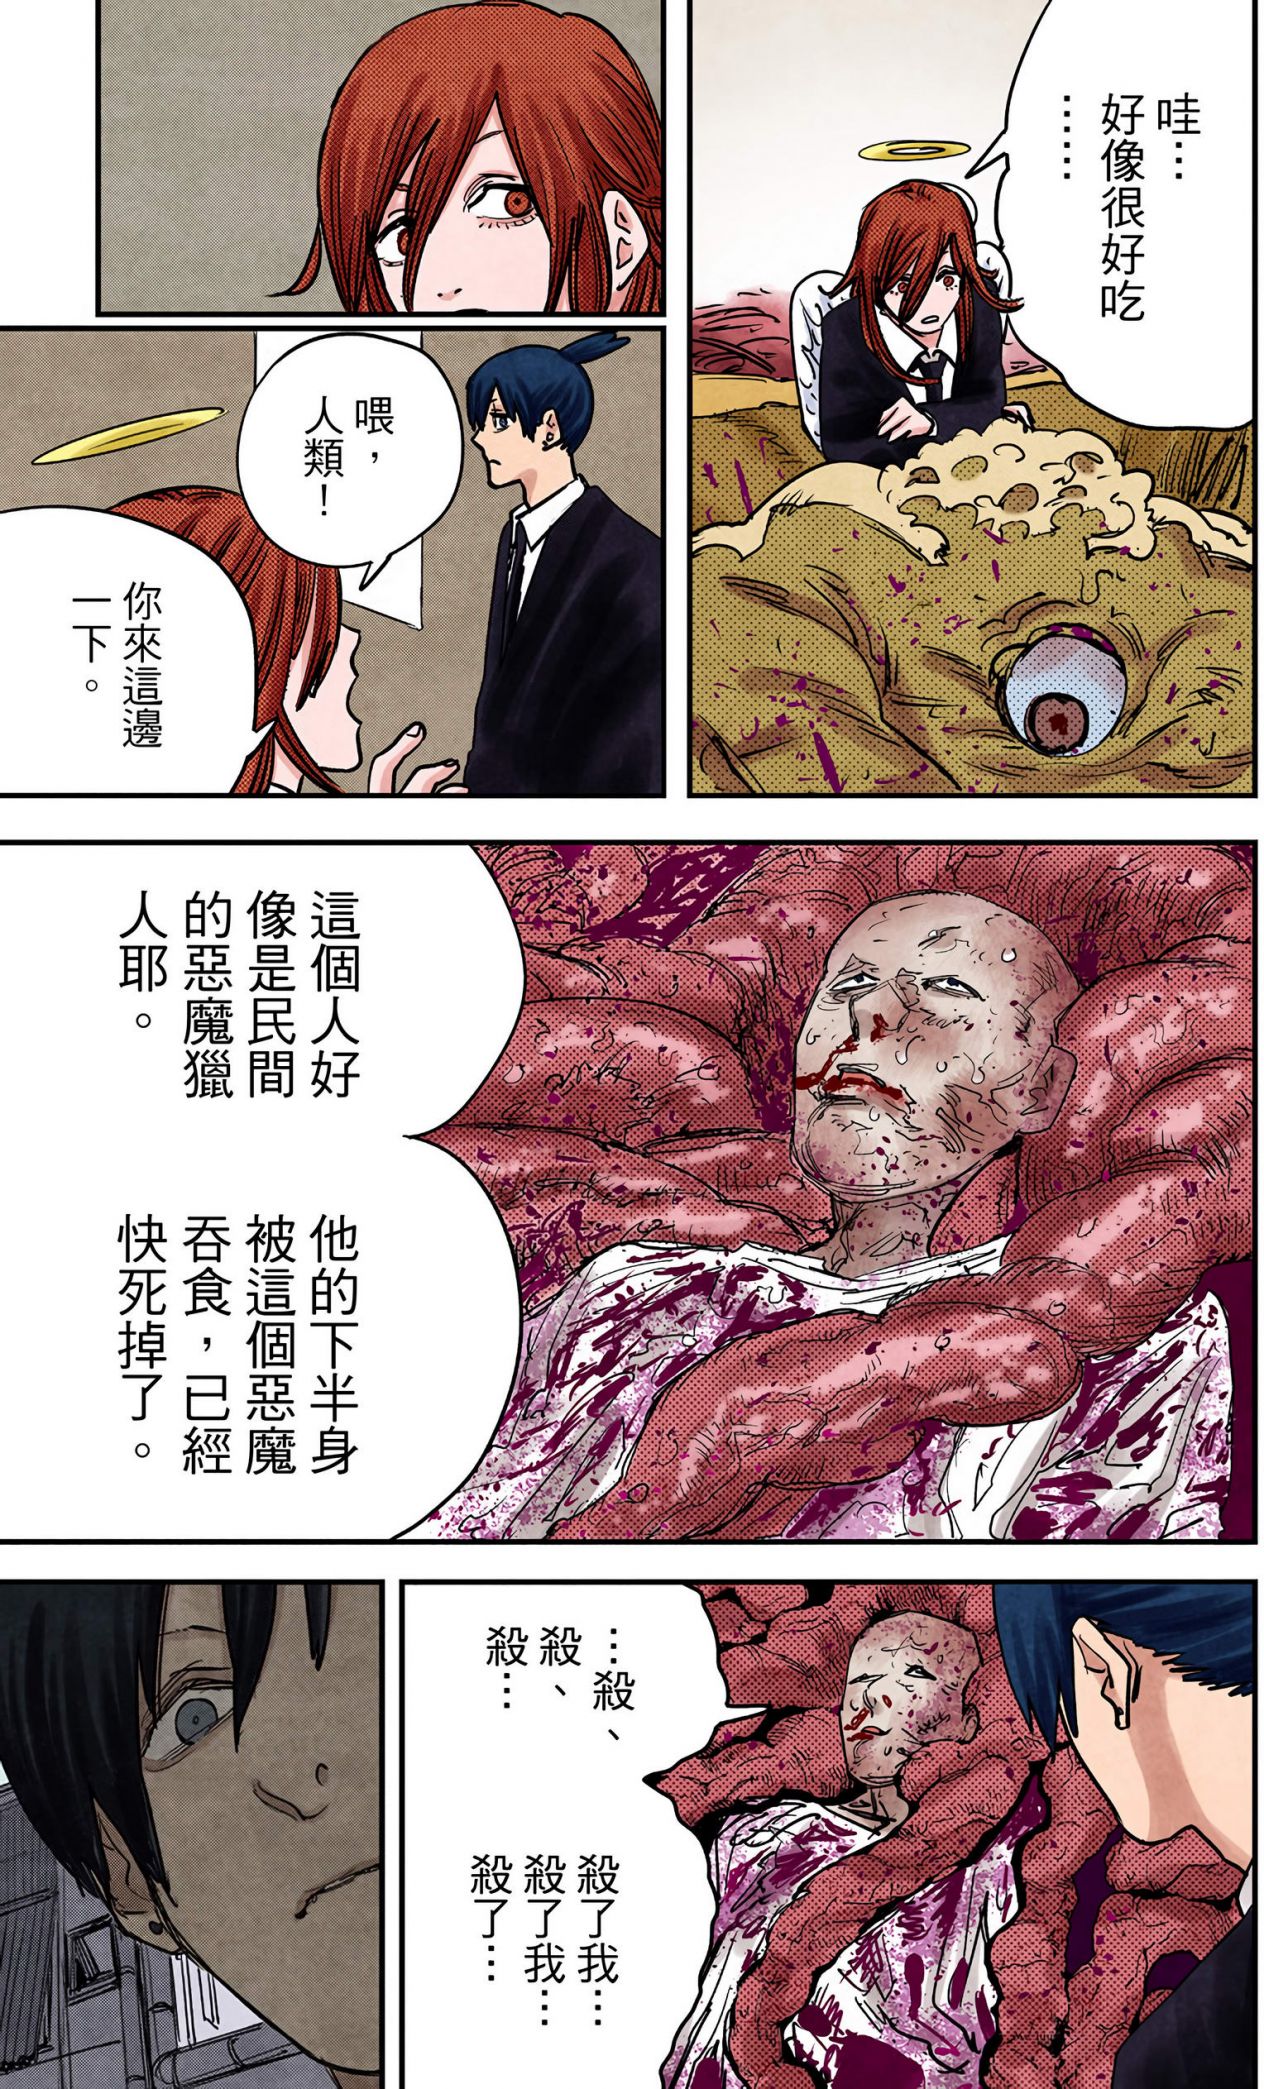 哇⋯
好像很好吃
⋯⋯
喂，
人類！
你來這邊
一下。
這個人好
像是民間
的惡魔獵
人耶。
他的下半身
被這個惡魔
吞食，已經
快死掉了。
⋯殺、
殺、
殺⋯
殺了我⋯
殺了我⋯
殺了⋯